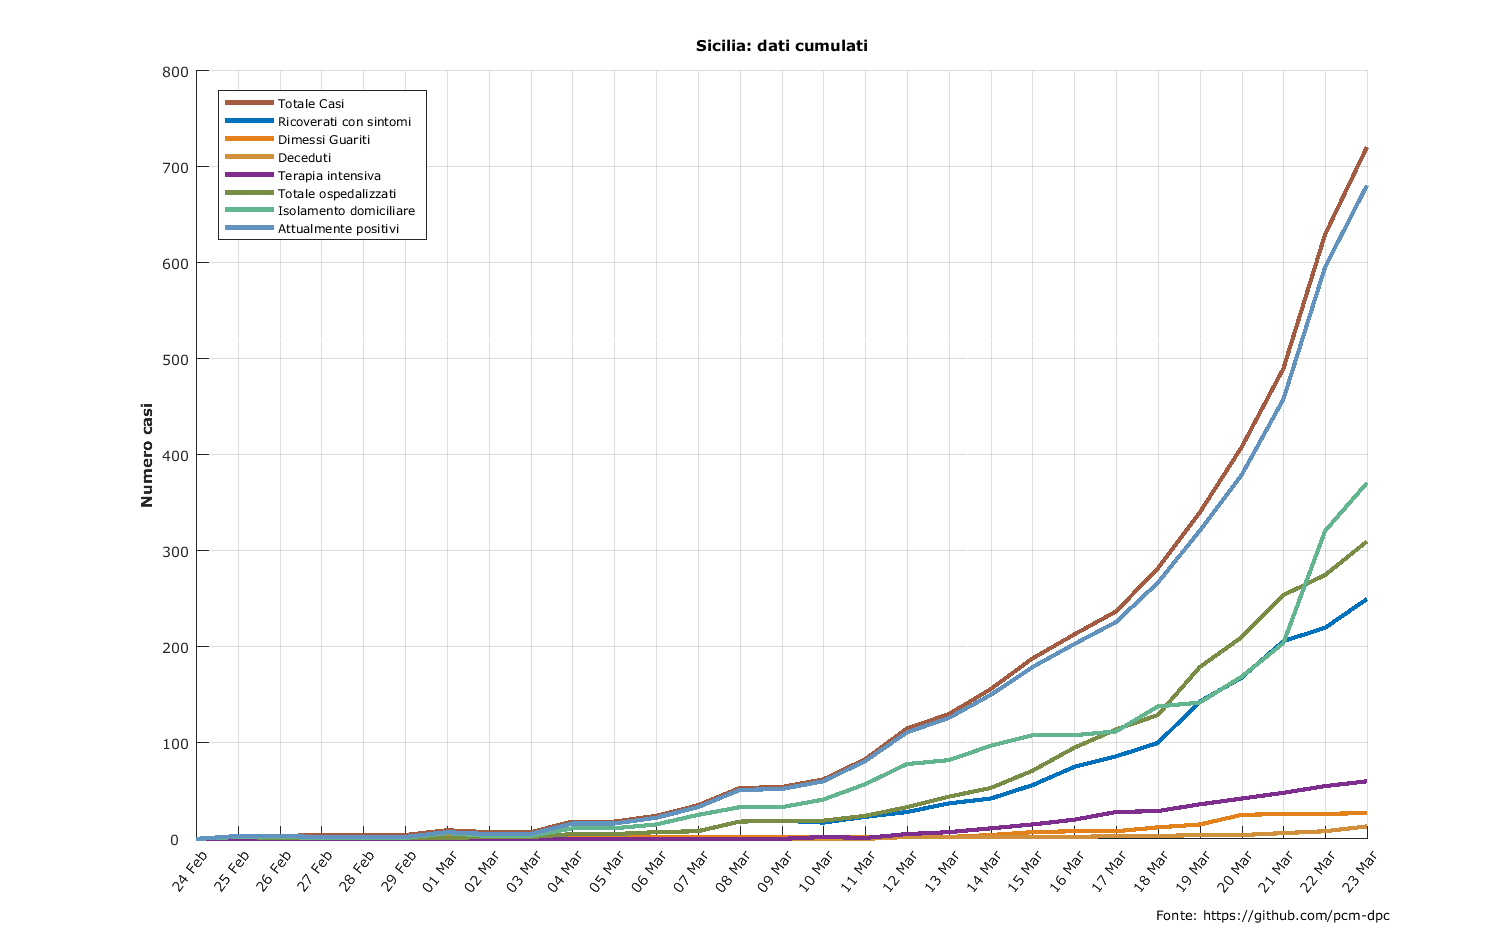 Sicilia: dati cumulati
800
700
600
500
400
300
200
100
0
Numero casi
Totale Casi
Ricoverati con sintomi
Dimessi Guariti
Deceduti
Terapia intensiva
Totale ospedalizzati
Isolamento domiciliare
Attualmente positivi
24 Feb
25 Feb
26 Feb
27 Feb
28 Feb
29 Feb
01 Mar
02 Mar
03 Mar
04 Mar
05 Mar
06 Mar
07 Mar
08 Mar
09 Mar
10 Mar
11 Mar
12 Mar
13 Mar
14 Mar
15 Mar
16 Mar
17 Mar
18 Mar
19 Mar
20 Mar
21 Mar
22 Mar
23 Mar
Fonte: https://github.com/pcm-dpc